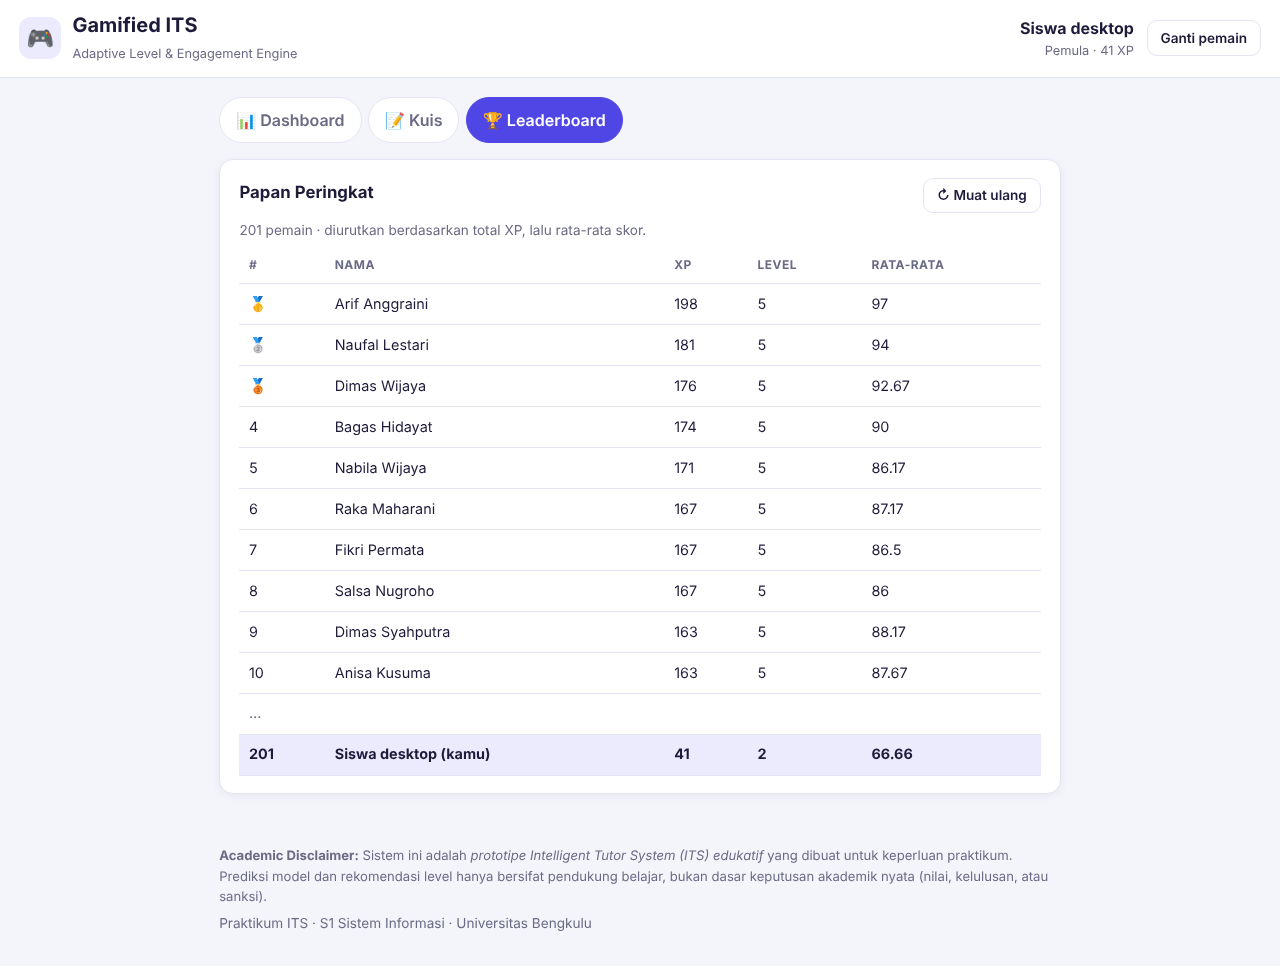 Gamified ITS
Adaptive Level & Engagement Engine
Siswa desktop
Pemula · 41 XP
Ganti pemain
Dashboard
Kuis
Leaderboard
Papan Peringkat
↻ Muat ulang
201 pemain · diurutkan berdasarkan total XP, lalu rata-rata skor.
# NAMA XP LEVEL RATA-RATA
🥇 Arif Anggraini 198 5 97
🥈 Naufal Lestari 181 5 94
🥉 Dimas Wijaya 176 5 92.67
4 Bagas Hidayat 174 5 90
5 Nabila Wijaya 171 5 86.17
6 Raka Maharani 167 5 87.17
7 Fikri Permata 167 5 86.5
8 Salsa Nugroho 167 5 86
9 Dimas Syahputra 163 5 88.17
10 Anisa Kusuma 163 5 87.67
...
201 Siswa desktop (kamu) 41 2 66.66
Academic Disclaimer: Sistem ini adalah prototipe Intelligent Tutor System (ITS) edukatif yang dibuat untuk keperluan praktikum.
Prediksi model dan rekomendasi level hanya bersifat pendukung belajar, bukan dasar keputusan akademik nyata (nilai, kelulusan, atau
sanksi).
Praktikum ITS · S1 Sistem Informasi · Universitas Bengkulu